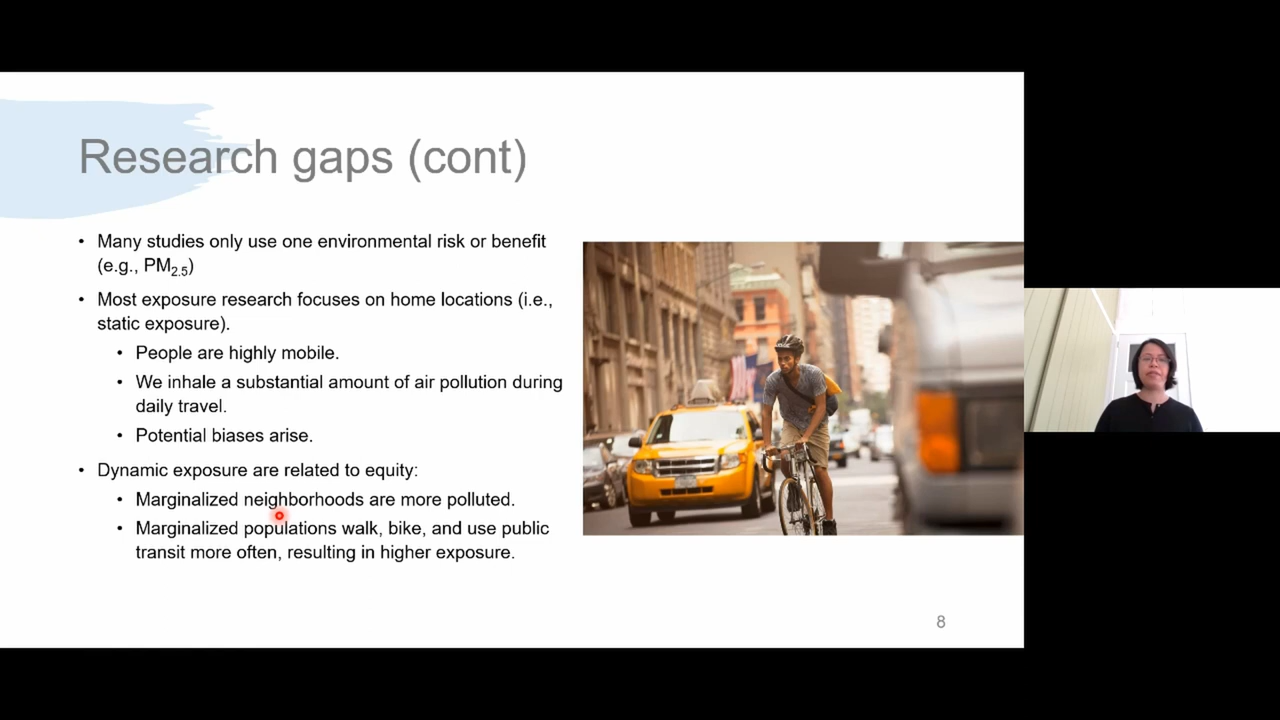 Research gaps (cont)
• Many studies only use one environmental risk or benefit
(e.g., PM2.5)
• Most exposure research focuses on home locations (i.e.,
static exposure).
• People are highly mobile.
• We inhale a substantial amount of air pollution during
daily travel.
• Potential biases arise.
• Dynamic exposure are related to equity:
• Marginalized neighborhoods are more polluted.
• Marginalized populations walk, bike, and use public
transit more often, resulting in higher exposure.
8